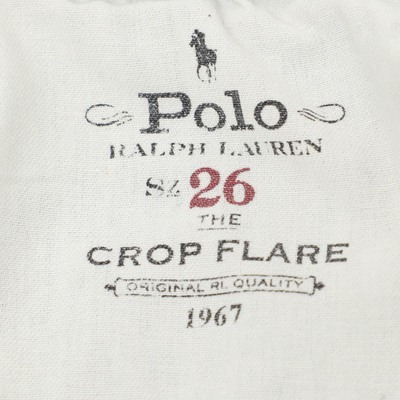 Polo
RALPH LAUREN
Sz 26
THE
CROP FLARE
ORIGINAL RL QUALITY
1967